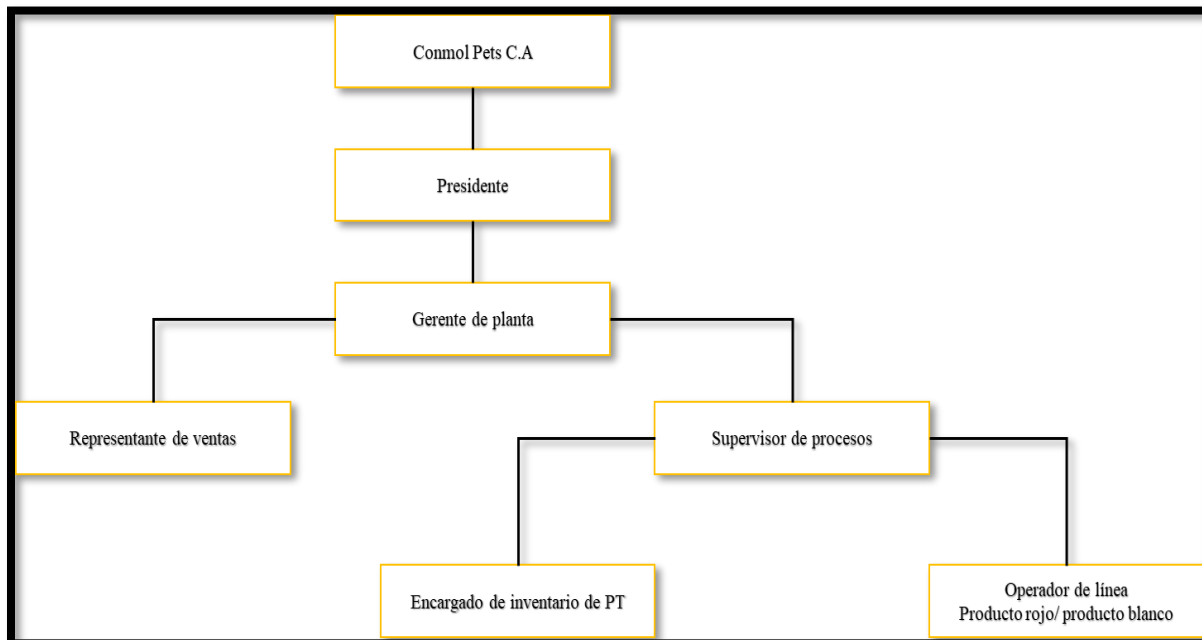 Conmol Pets C.A
Presidente
Gerente de planta
Representante de ventas
Supervisor de procesos
Encargado de inventario de PT
Operador de línea
Producto rojo/ producto blanco